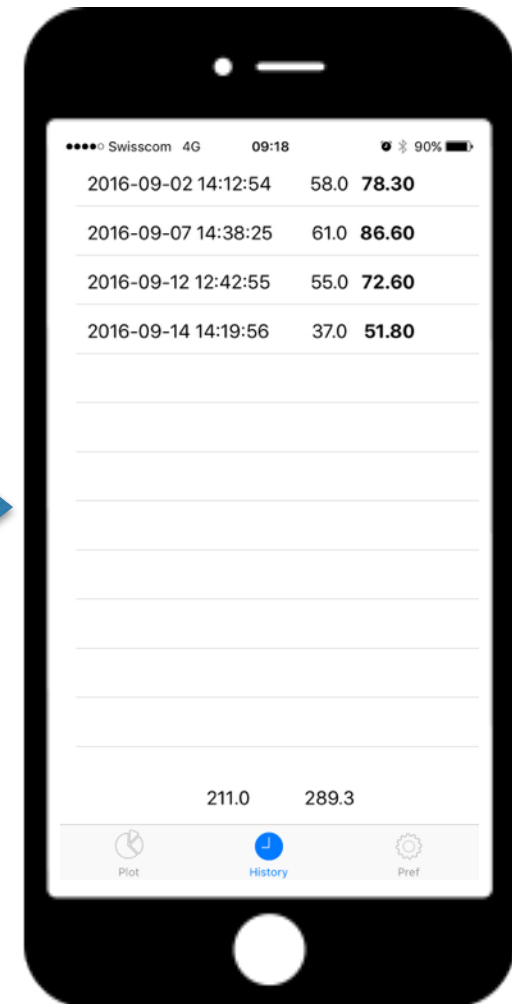 Swisscom 4G 09:18 90%
2016-09-02 14:12:54 58.0 78.30
2016-09-07 14:38:25 61.0 86.60
2016-09-12 12:42:55 55.0 72.60
2016-09-14 14:19:56 37.0 51.80
211.0 289.3
Plot History Pref